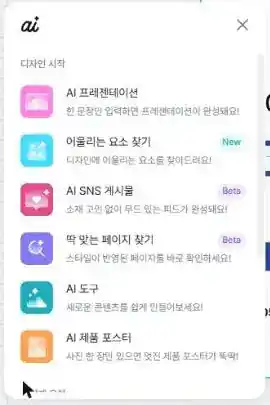 ai
디자인 시작
AI 프레젠테이션
한 문장만 입력하면 프레젠테이션이 완성돼요!
어울리는 요소 찾기 New
디자인에 어울리는 요소를 찾아드려요!
AI SNS 게시물 Beta
소재 고민 없이 무드 있는 피드가 완성돼요!
딱 맞는 페이지 찾기 Beta
스타일이 반영된 페이지를 바로 확인하세요!
AI 도구
새로운 콘텐츠를 쉽게 만들어보세요!
AI 제품 포스터
사진 한 장만 있으면 멋진 제품 포스터가 뚝딱!